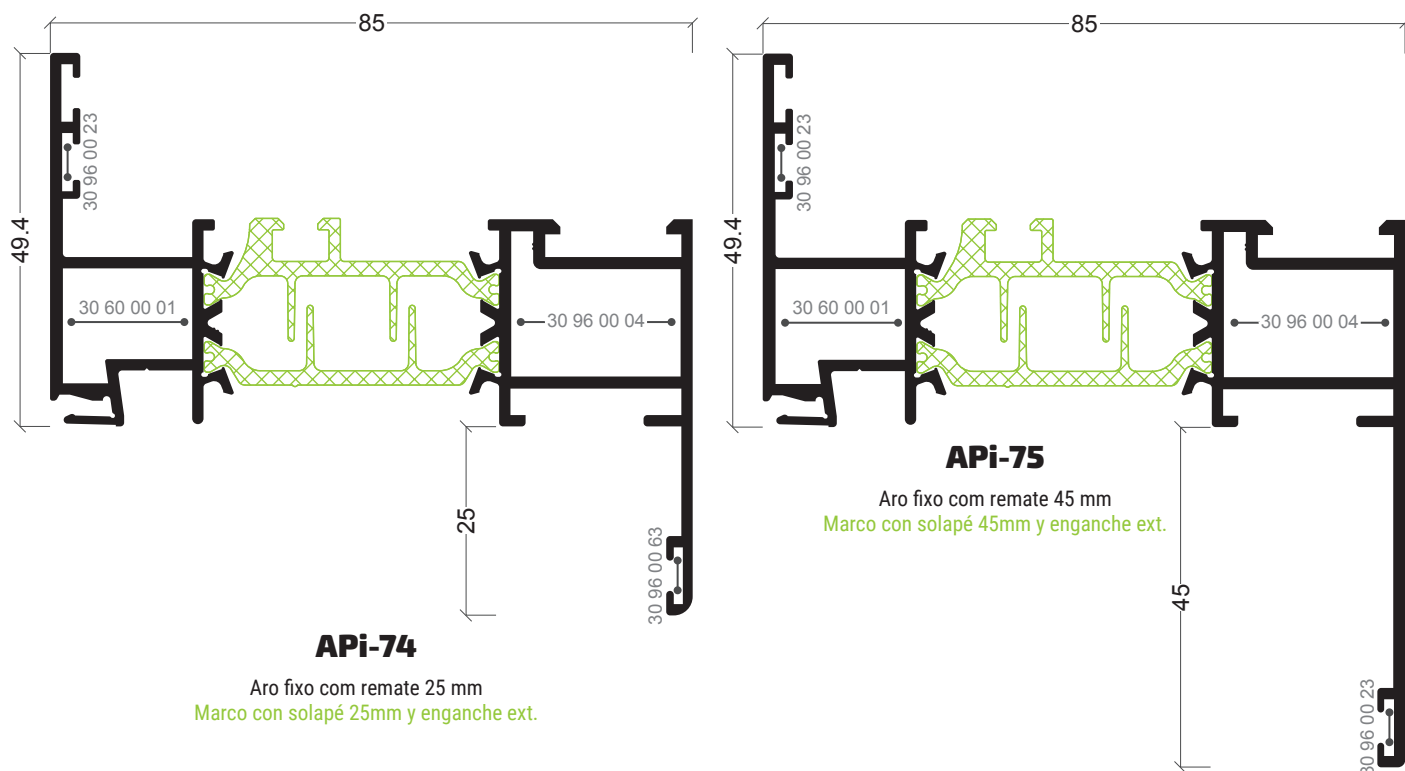 85
49.4
30 96 00 23
30 60 00 01
30 96 00 04
25
30 96 00 63
APi-74
Aro fixo com remate 25 mm
Marco con solapé 25mm y enganche ext.
85
49.4
30 96 00 23
30 60 00 01
30 96 00 04
APi-75
Aro fixo com remate 45 mm
Marco con solapé 45mm y enganche ext.
45
30 96 00 23